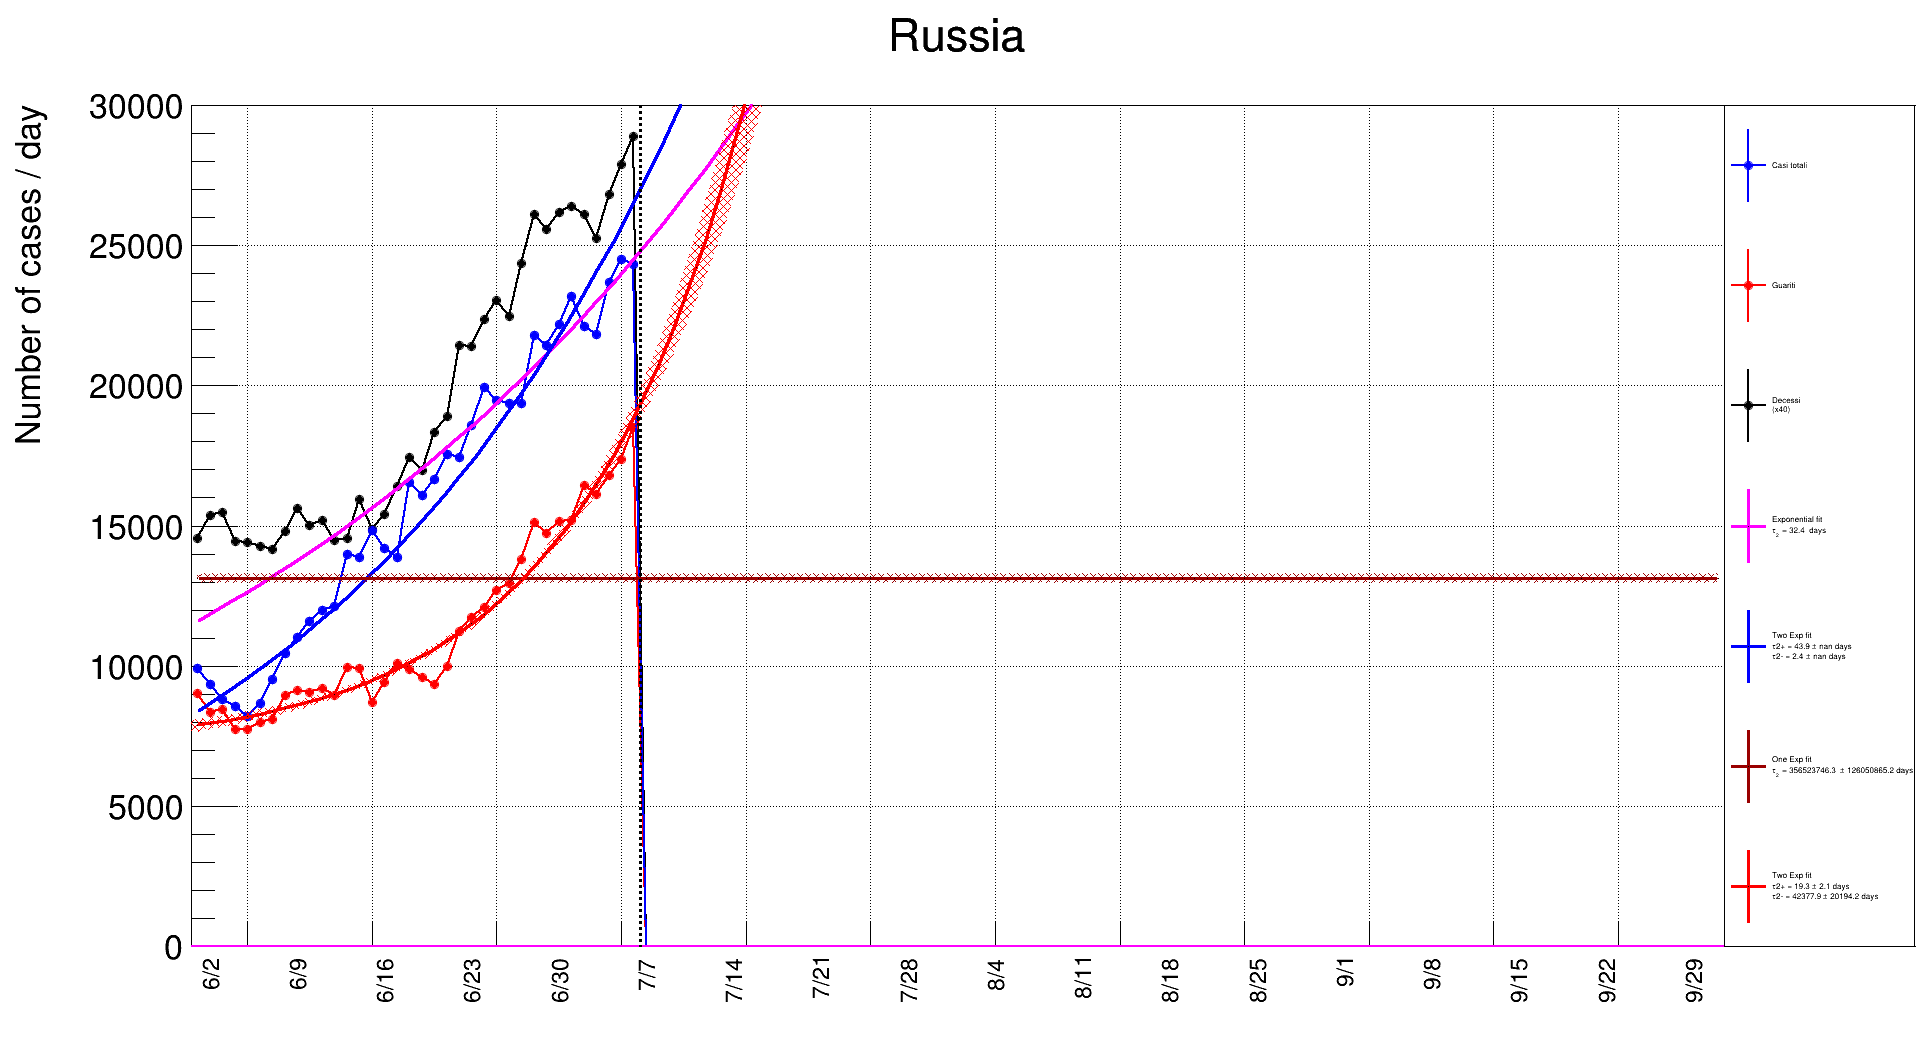 Russia
Number of cases / day
30000
25000
20000
15000
10000
5000
0
6/2 6/9 6/16 6/23 6/30 7/7 7/14 7/21 7/28 8/4 8/11 8/18 8/25 9/1 9/8 9/15 9/22 9/29
Casi totali
Guariti
Decessi
(x40)
Exponential fit
τ2 = 32.4 days
Two Exp fit
τ2+ = 43.9 ± nan days
τ2- = 2.4 ± nan days
One Exp fit
τ2 = 356523746.3 ± 126050865.2 days
Two Exp fit
τ2+ = 19.3 ± 2.1 days
τ2- = 42377.9 ± 20194.2 days